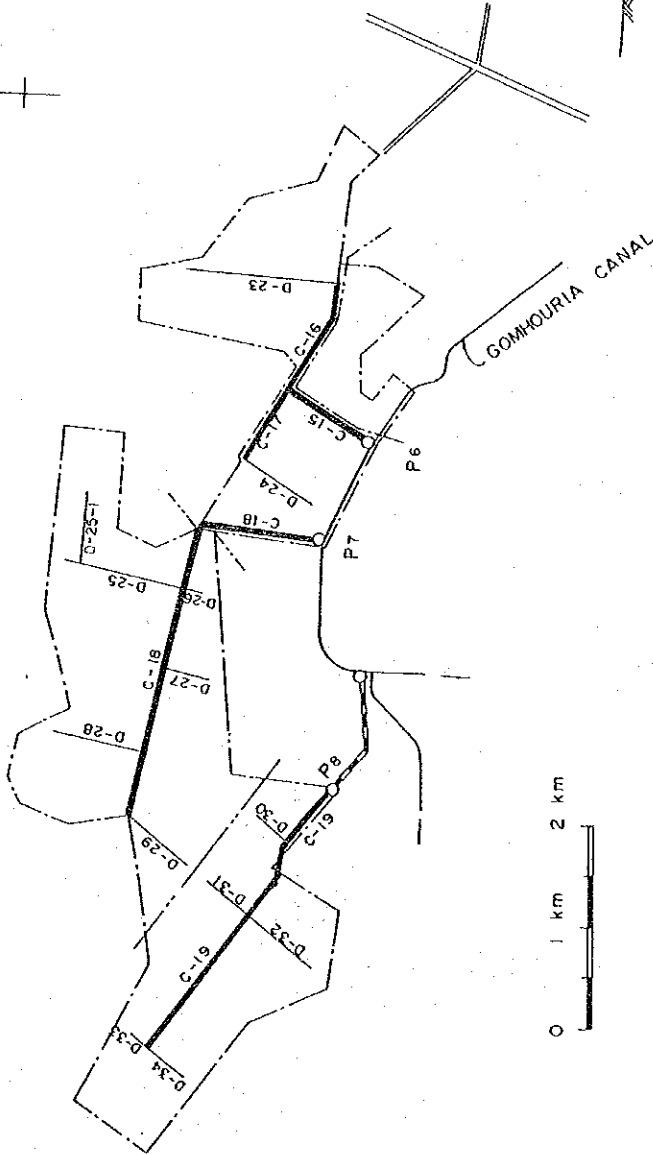 D-23
C-16
GOMHOURIA CANAL
C-15
C-17
P6
D-24
C-18
P7
D-25-1
D-25
D-26
C-18
D-27
D-28
P8
D-30
C-19
D-29
D-31
D-32
C-19
D-33
D-34
0 1 km 2 km